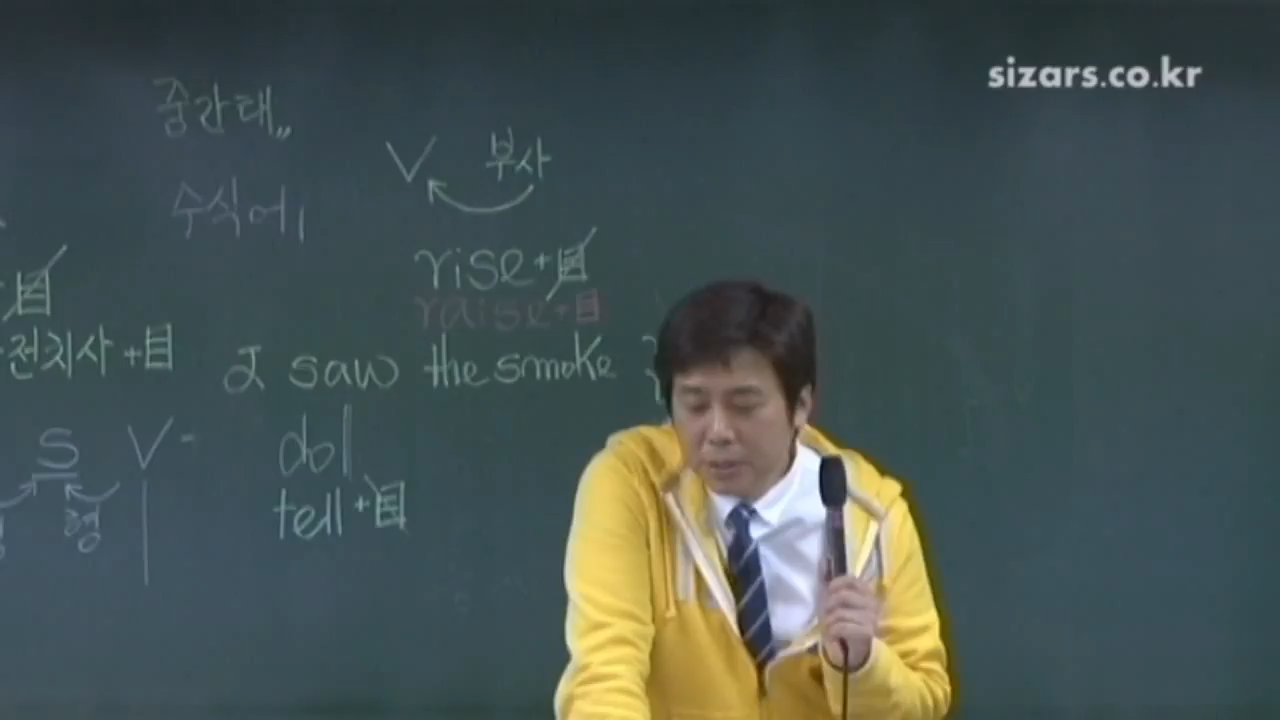 sizars.co.kr
중간태,,
V 부사
수식어
rise+目
raise+目
I saw the smoke
目
전치사+目
S V
형
do
tell+目